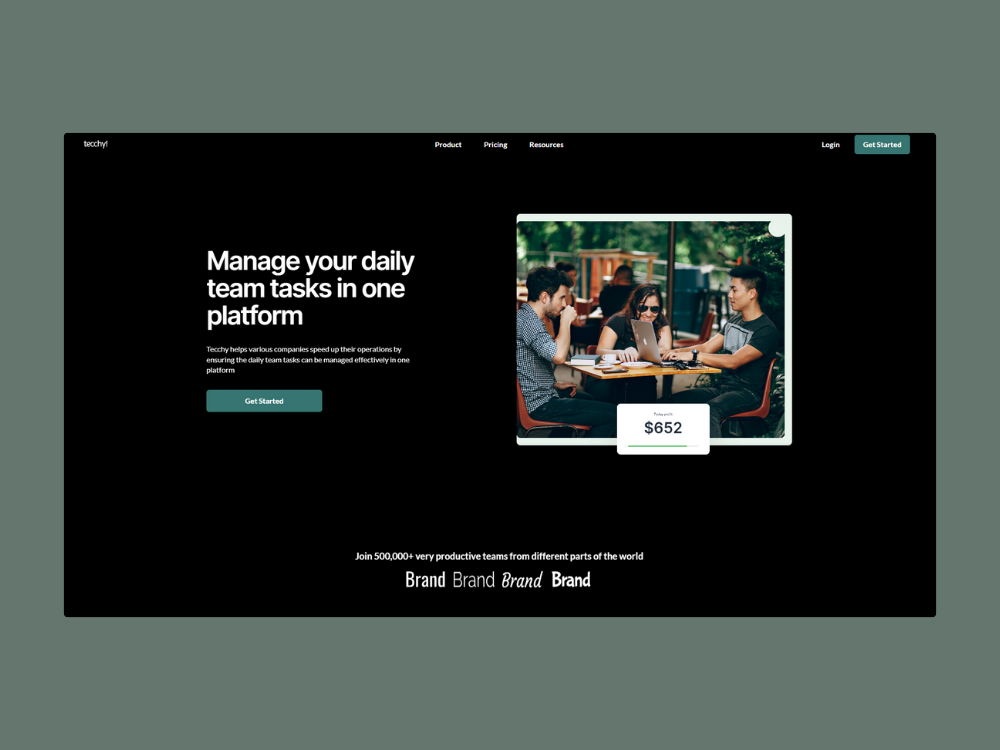 tecchy!
Product Pricing Resources
Login Get Started
Manage your daily
team tasks in one
platform
Tecchy helps various companies speed up their operations by
ensuring the daily team tasks can be managed effectively in one
platform
Get Started
$652
Join 500,000+ very productive teams from different parts of the world
Brand Brand Brand Brand